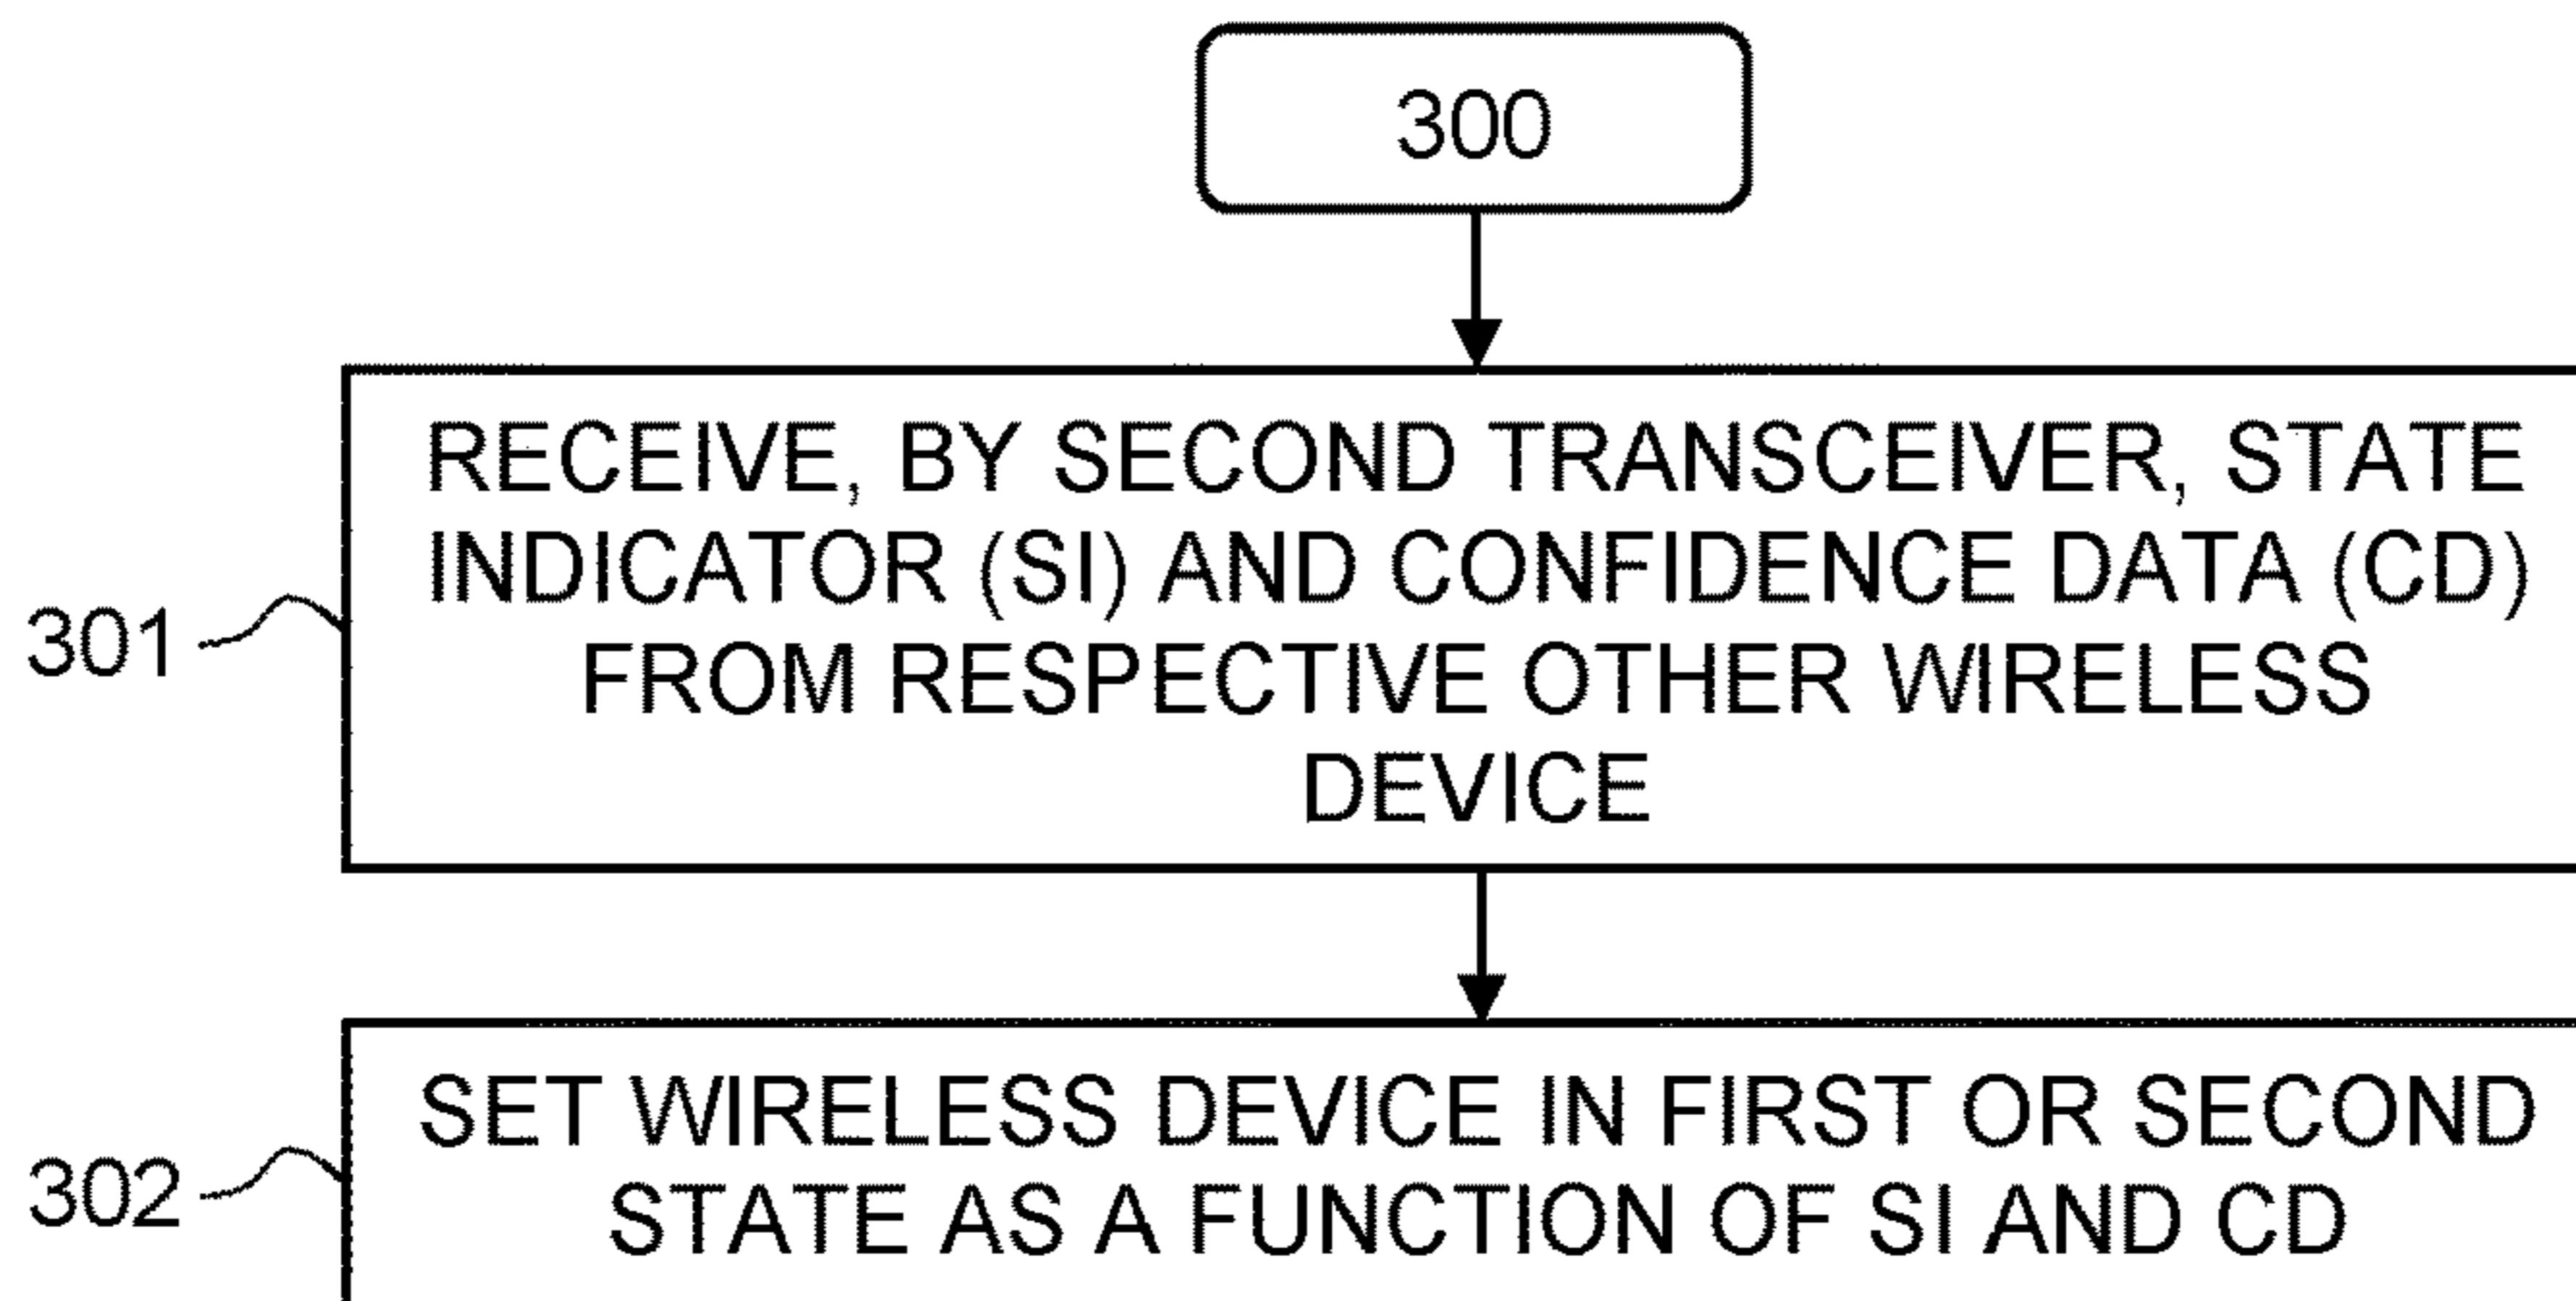 300
RECEIVE, BY SECOND TRANSCEIVER, STATE
INDICATOR (SI) AND CONFIDENCE DATA (CD)
FROM RESPECTIVE OTHER WIRELESS
DEVICE
301
SET WIRELESS DEVICE IN FIRST OR SECOND
STATE AS A FUNCTION OF SI AND CD
302